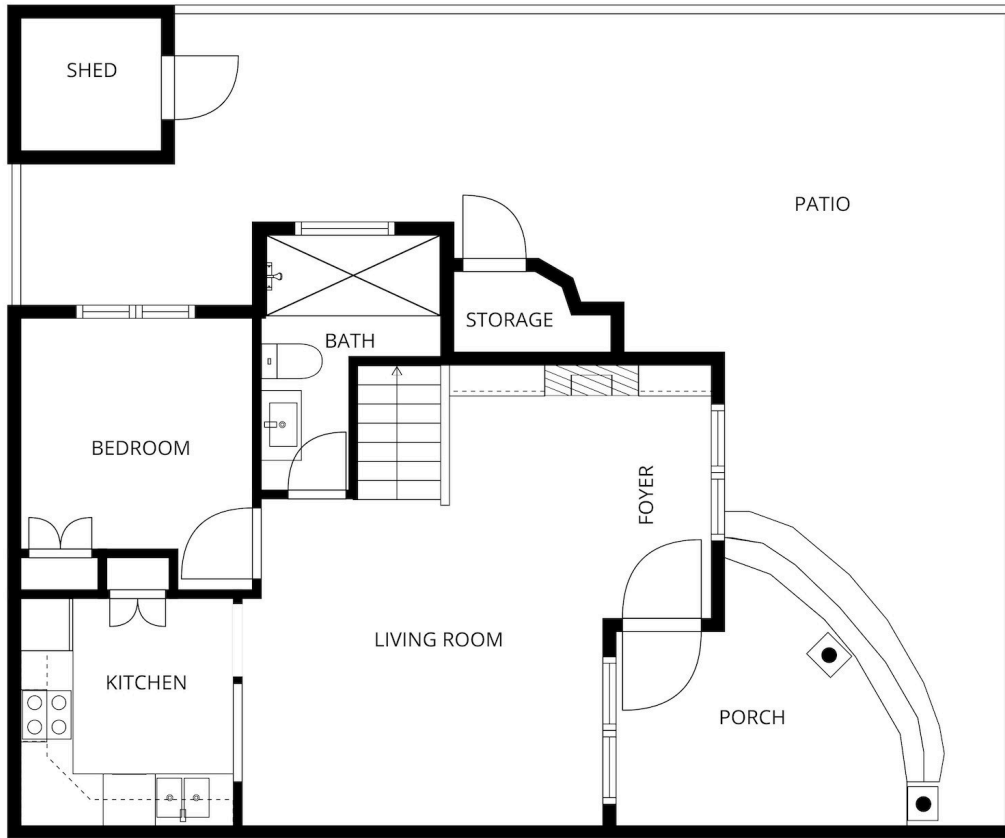 SHED
PATIO
STORAGE
BATH
BEDROOM
FOYER
LIVING ROOM
KITCHEN
PORCH